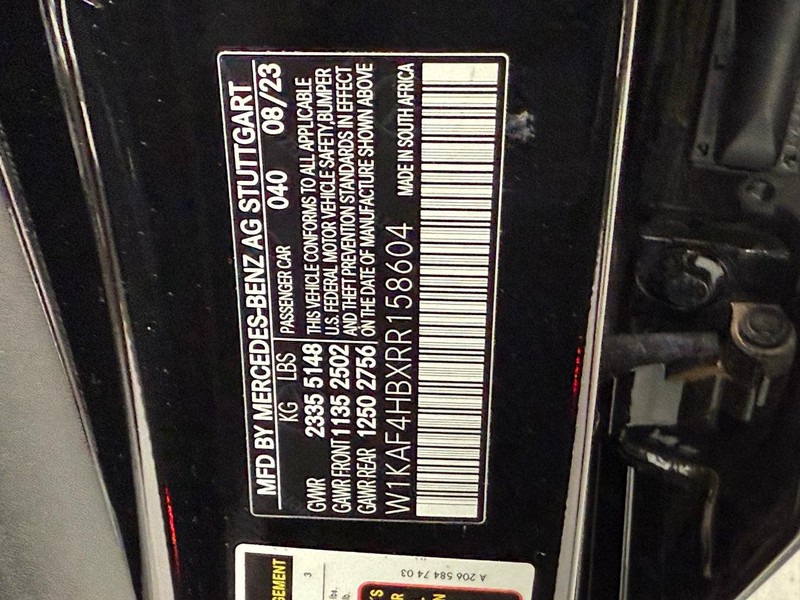 MFD BY MERCEDES-BENZ AG STUTTGART
KG LBS PASSENGER CAR 040 08/23
GVWR 2335 5148 THIS VEHICLE CONFORMS TO ALL APPLICABLE
GAWR FRONT 1135 2502 U.S. FEDERAL MOTOR VEHICLE SAFETY,BUMPER
GAWR REAR 1250 2756 AND THEFT PREVENTION STANDARDS IN EFFECT
ON THE DATE OF MANUFACTURE SHOWN ABOVE
W1KAF4HBXRR158604 MADE IN SOUTH AFRICA
A 206 584 74 03
3